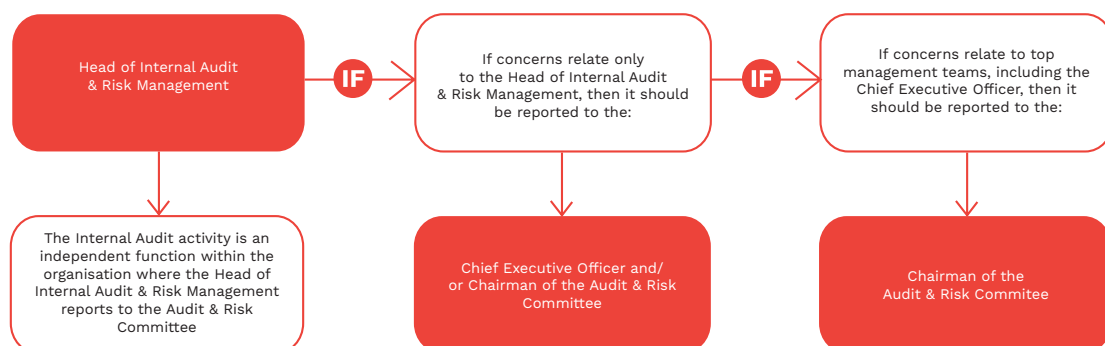 Head of Internal Audit
& Risk Management
IF
If concerns relate only
to the Head of Internal Audit
& Risk Management, then it should
be reported to the:
IF
If concerns relate to top
management teams, including the
Chief Executive Officer, then it
should be reported to the:
The Internal Audit activity is an
independent function within the
organisation where the Head of
Internal Audit & Risk Management
reports to the Audit & Risk
Committee
Chief Executive Officer and/
or Chairman of the Audit & Risk
Committee
Chairman of the
Audit & Risk Commitee